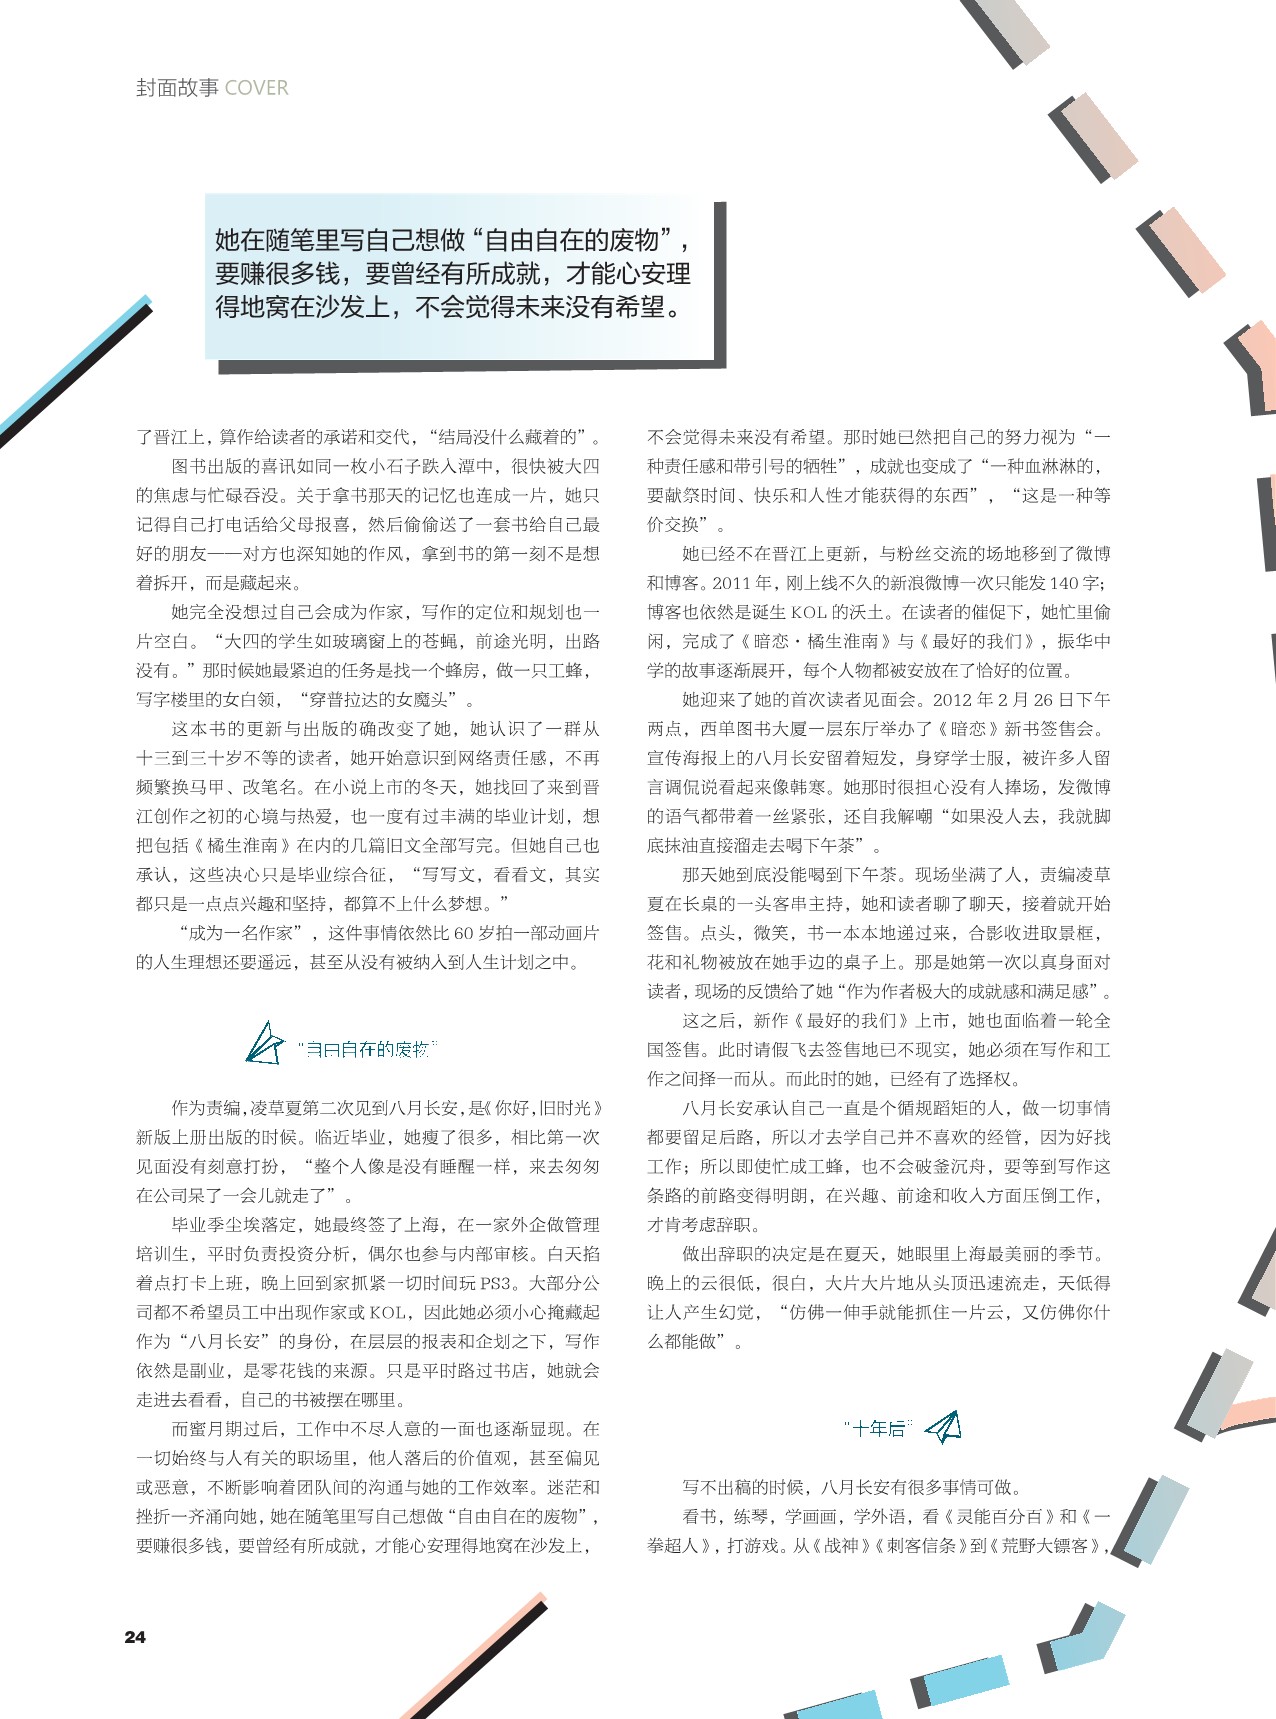 封面故事 COVER
她在随笔里写自己想做“自由自在的废物”，
要赚很多钱，要曾经有所成就，才能心安理
得地窝在沙发上，不会觉得未来没有希望。
了晋江上，算作给读者的承诺和交代，“结局没什么藏着的”。
图书出版的喜讯如同一枚小石子跌入潭中，很快被大四
的焦虑与忙碌吞没。关于拿书那天的记忆也连成一片，她只
记得自己打电话给父母报喜，然后偷偷送了一套书给自己最
好的朋友——对方也深知她的作风，拿到书的第一刻不是想
着拆开，而是藏起来。
她完全没想过自己会成为作家，写作的定位和规划也一
片空白。“大四的学生如玻璃窗上的苍蝇，前途光明，出路
没有。”那时候她最紧迫的任务是找一个蜂房，做一只工蜂，
写字楼里的女白领，“穿普拉达的女魔头”。
这本书的更新与出版的确改变了她，她认识了一群从
十三到三十岁不等的读者，她开始意识到网络责任感，不再
频繁换马甲、改笔名。在小说上市的冬天，她找回了来到晋
江创作之初的心境与热爱，也一度有过丰满的毕业计划，想
把包括《橘生淮南》在内的几篇旧文全部写完。但她自己也
承认，这些决心只是毕业综合征，“写写文，看看文，其实
都只是一点点兴趣和坚持，都算不上什么梦想。”
“成为一名作家”，这件事情依然比 60 岁拍一部动画片
的人生理想还要遥远，甚至从没有被纳入到人生计划之中。
“自由自在的废物”
作为责编，凌草夏第二次见到八月长安，是《你好，旧时光》
新版上册出版的时候。临近毕业，她瘦了很多，相比第一次
见面没有刻意打扮，“整个人像是没有睡醒一样，来去匆匆
在公司呆了一会儿就走了”。
毕业季尘埃落定，她最终签了上海，在一家外企做管理
培训生，平时负责投资分析，偶尔也参与内部审核。白天掐
着点打卡上班，晚上回到家抓紧一切时间玩 PS3。大部分公
司都不希望员工中出现作家或 KOL，因此她必须小心掩藏起
作为“八月长安”的身份，在层层的报表和企划之下，写作
依然是副业，是零花钱的来源。只是平时路过书店，她就会
走进去看看，自己的书被摆在哪里。
而蜜月期过后，工作中不尽人意的一面也逐渐显现。在
一切始终与人有关的职场里，他人落后的价值观，甚至偏见
或恶意，不断影响着团队间的沟通与她的工作效率。迷茫和
挫折一齐涌向她，她在随笔里写自己想做“自由自在的废物”，
要赚很多钱，要曾经有所成就，才能心安理得地窝在沙发上，
不会觉得未来没有希望。那时她已然把自己的努力视为“一
种责任感和带引号的牺牲”，成就也变成了“一种血淋淋的，
要献祭时间、快乐和人性才能获得的东西”，“这是一种等
价交换”。
她已经不在晋江上更新，与粉丝交流的场地移到了微博
和博客。2011 年，刚上线不久的新浪微博一次只能发 140 字；
博客也依然是诞生 KOL 的沃土。在读者的催促下，她忙里偷
闲，完成了《暗恋·橘生淮南》与《最好的我们》，振华中
学的故事逐渐展开，每个人物都被安放在了恰好的位置。
她迎来了她的首次读者见面会。2012 年 2 月 26 日下午
两点，西单图书大厦一层东厅举办了《暗恋》新书签售会。
宣传海报上的八月长安留着短发，身穿学士服，被许多人留
言调侃说看起来像韩寒。她那时很担心没有人捧场，发微博
的语气都带着一丝紧张，还自我解嘲“如果没人去，我就脚
底抹油直接溜走去喝下午茶”。
那天她到底没能喝到下午茶。现场坐满了人，责编凌草
夏在长桌的一头客串主持，她和读者聊了聊天，接着就开始
签售。点头，微笑，书一本本地递过来，合影收进取景框，
花和礼物被放在她手边的桌子上。那是她第一次以真身面对
读者，现场的反馈给了她“作为作者极大的成就感和满足感”。
这之后，新作《最好的我们》上市，她也面临着一轮全
国签售。此时请假飞去签售地已不现实，她必须在写作和工
作之间择一而从。而此时的她，已经有了选择权。
八月长安承认自己一直是个循规蹈矩的人，做一切事情
都要留足后路，所以才去学自己并不喜欢的经管，因为好找
工作；所以即使忙成工蜂，也不会破釜沉舟，要等到写作这
条路的前路变得明朗，在兴趣、前途和收入方面压倒工作，
才肯考虑辞职。
做出辞职的决定是在夏天，她眼里上海最美丽的季节。
晚上的云很低，很白，大片大片地从头顶迅速流走，天低得
让人产生幻觉，“仿佛一伸手就能抓住一片云，又仿佛你什
么都能做”。
“十年后”
写不出稿的时候，八月长安有很多事情可做。
看书，练琴，学画画，学外语，看《灵能百分百》和《一
拳超人》，打游戏。从《战神》《刺客信条》到《荒野大镖客》，
24